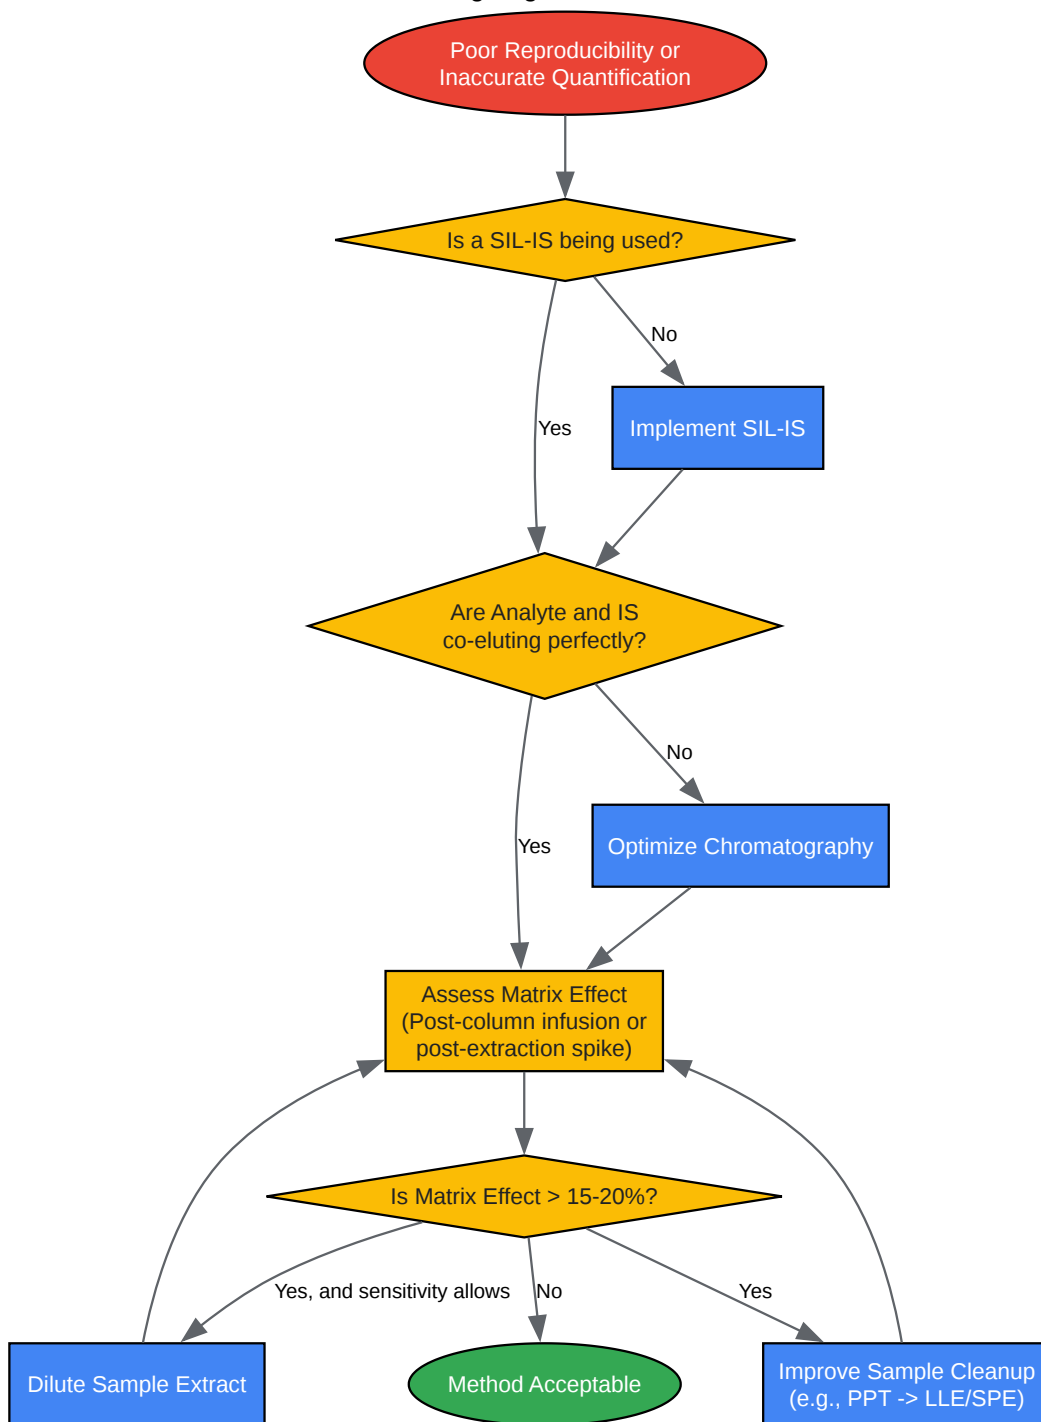 Poor Reproducibility or
Inaccurate Quantification
Is a SIL-IS being used?
No
Implement SIL-IS
Yes
Are Analyte and IS
co-eluting perfectly?
No
Optimize Chromatography
Yes
Assess Matrix Effect
(Post-column infusion or
post-extraction spike)
Is Matrix Effect > 15-20%?
Yes, and sensitivity allows
No
Yes
Dilute Sample Extract
Method Acceptable
Improve Sample Cleanup
(e.g., PPT -> LLE/SPE)